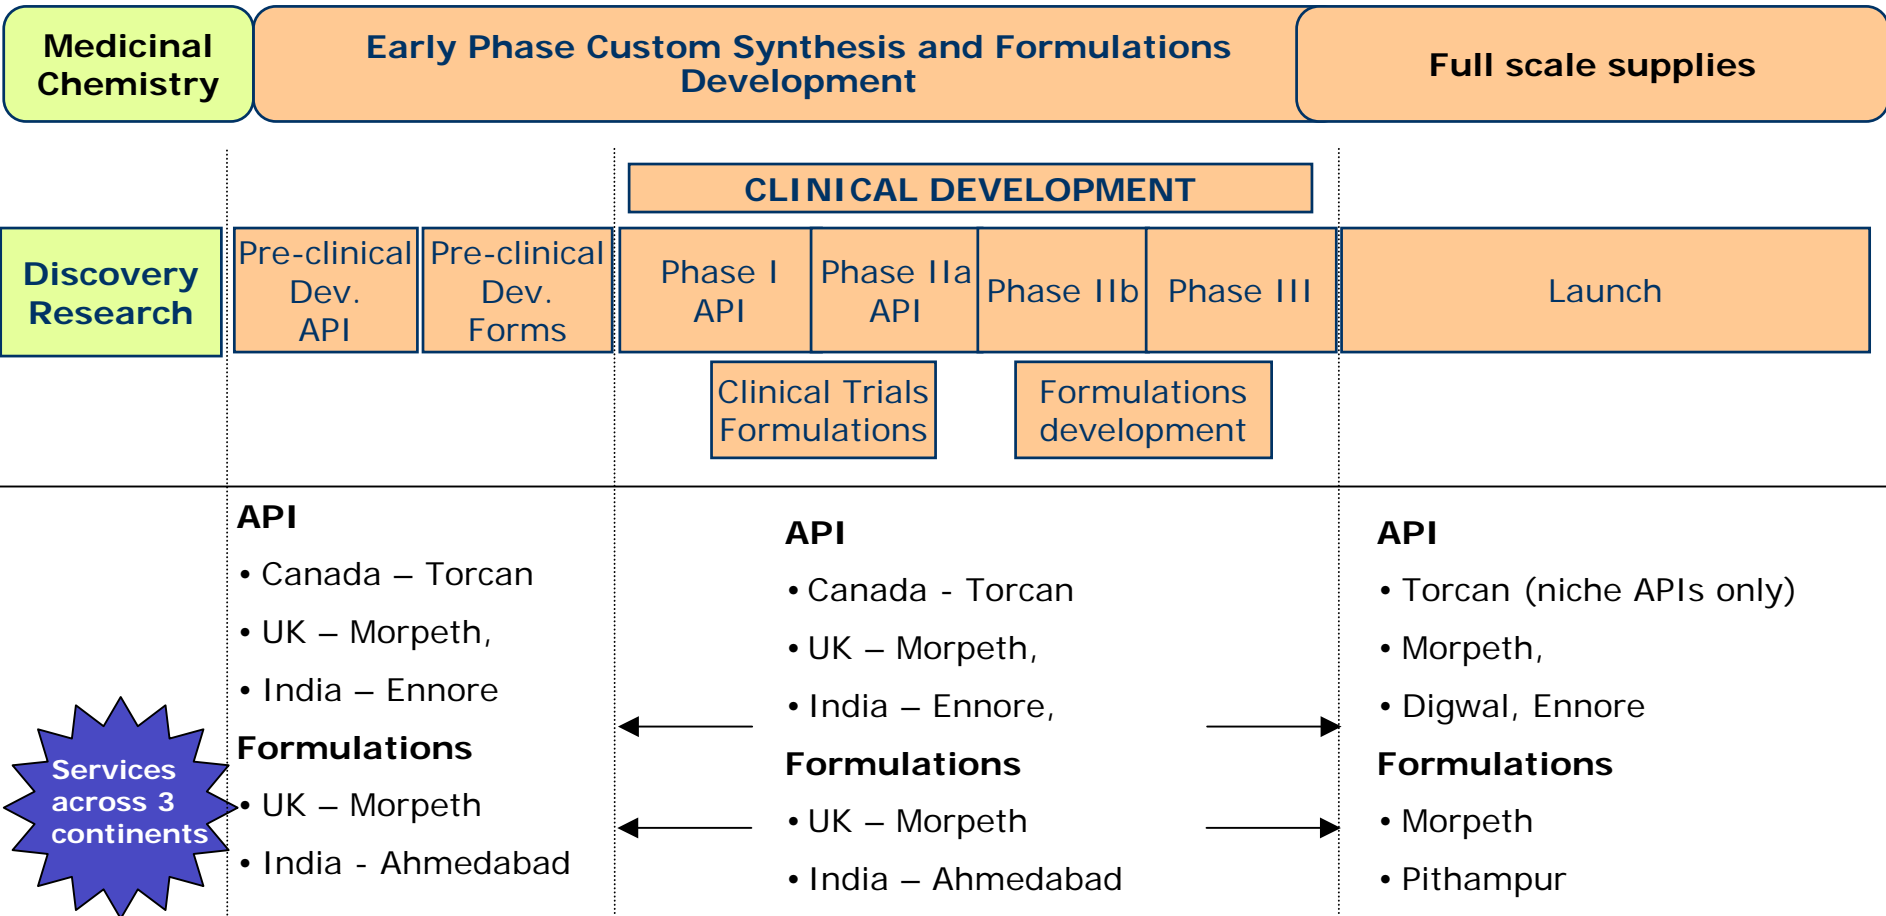 Medicinal
Chemistry
Early Phase Custom Synthesis and Formulations
Development
Full scale supplies
CLINICAL DEVELOPMENT
Discovery
Research
Pre-clinical
Dev.
API
Pre-clinical
Dev.
Forms
Phase I
API
Phase IIa
API
Phase IIb
Phase III
Launch
Clinical Trials
Formulations
Formulations
development
Services
across 3
continents
API
• Canada – Torcan
• UK – Morpeth,
• India – Ennore
Formulations
• UK – Morpeth
• India - Ahmedabad
API
• Canada - Torcan
• UK – Morpeth,
• India – Ennore,
Formulations
• UK – Morpeth
• India – Ahmedabad
API
• Torcan (niche APIs only)
• Morpeth,
• Digwal, Ennore
Formulations
• Morpeth
• Pithampur